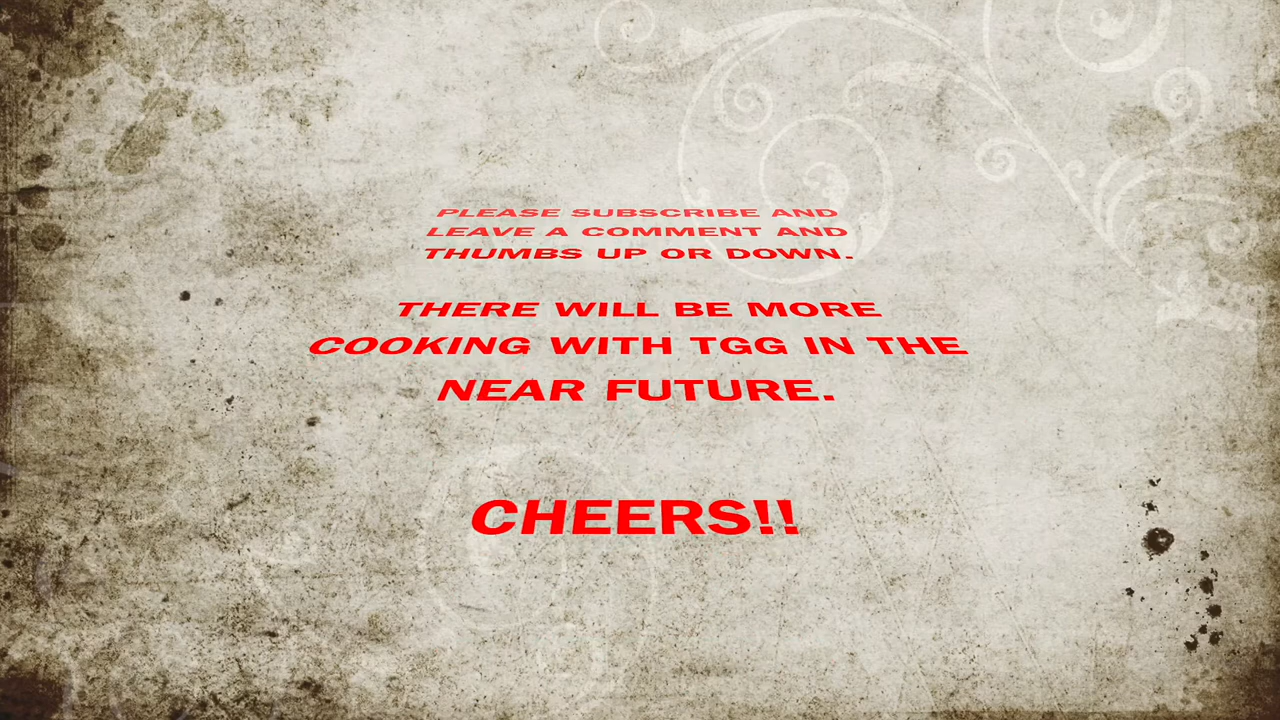 PLEASE SUBSCRIBE AND
LEAVE A COMMENT AND
THUMBS UP OR DOWN.
THERE WILL BE MORE
COOKING WITH TGG IN THE
NEAR FUTURE.
CHEERS!!